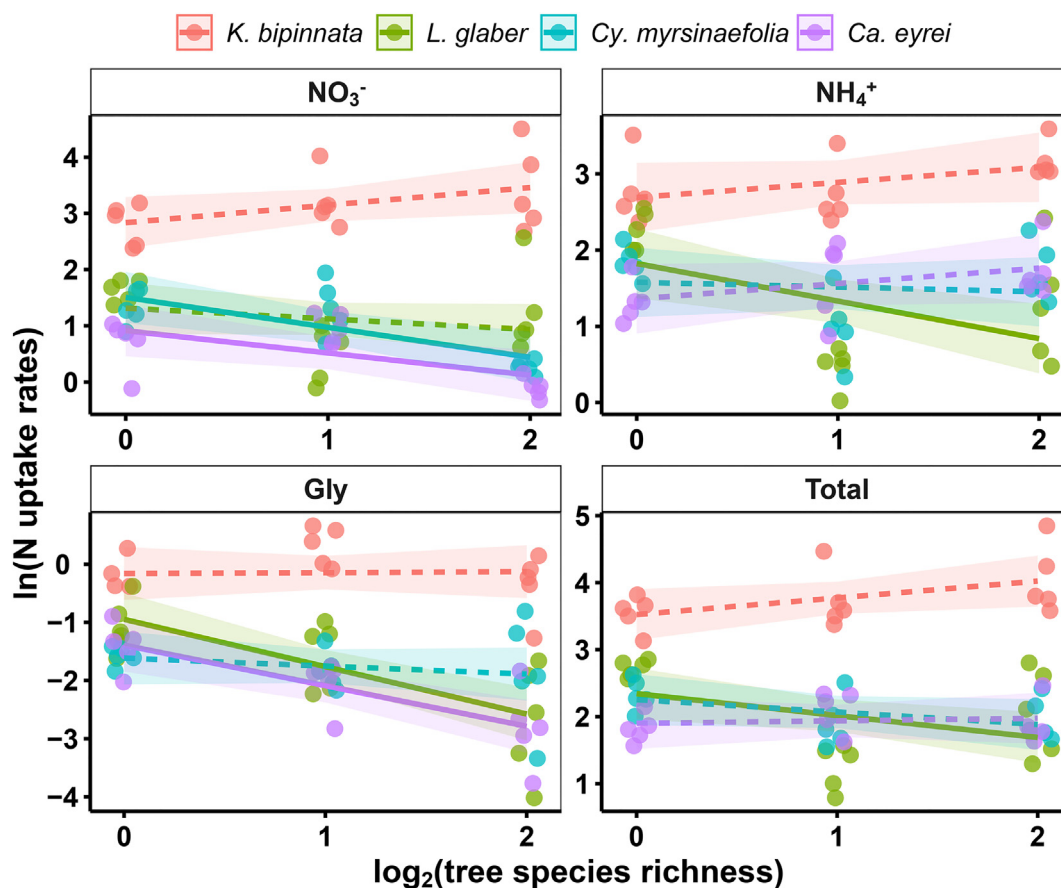 K. bipinnata L. glaber Cy. myrsinaefolia Ca. eyrei
NO₃⁻ NH₄⁺
4
3
2
1
0
3
2
1
0
0 1 2 0 1 2
Gly Total
0
−1
−2
−3
−4
5
4
3
2
1
0 1 2 0 1 2
ln(N uptake rates)
log₂(tree species richness)